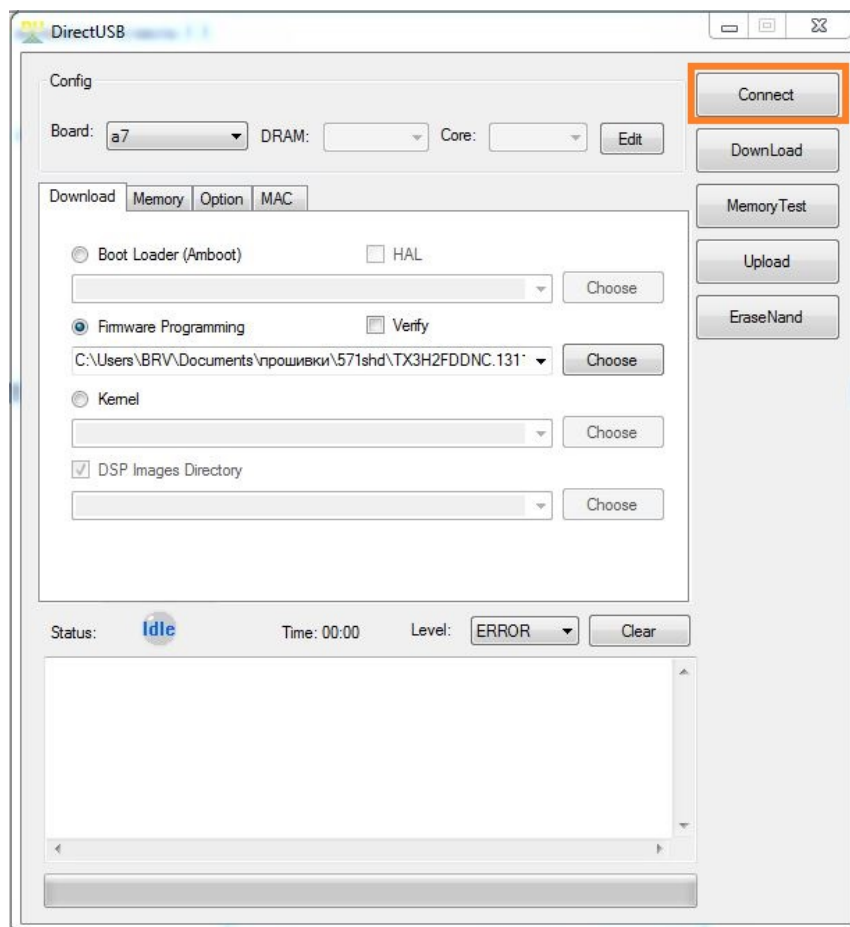 DirectUSB
Config
Connect
Board: a7 DRAM: Core: Edit
DownLoad
Download Memory Option MAC
MemoryTest
Boot Loader (Amboot) HAL
Upload
Choose
Firmware Programming Verify
EraseNand
C:\Users\BRV\Documents\прошивки\571shd\TX3H2FDDNC.131 Choose
Kernel
Choose
DSP Images Directory
Choose
Status: Idle Time: 00:00 Level: ERROR Clear